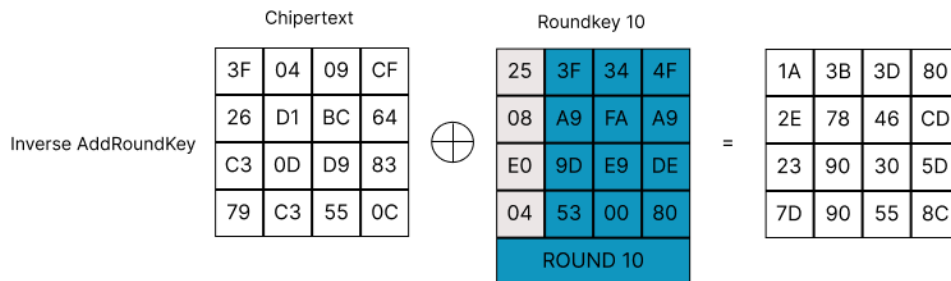 Chipertext Roundkey 10
3F 04 09 CF 25 3F 34 4F 1A 3B 3D 80
26 D1 BC 64 08 A9 FA A9 2E 78 46 CD
Inverse AddRoundKey =
C3 0D D9 83 E0 9D E9 DE 23 90 30 5D
79 C3 55 0C 04 53 00 80 7D 90 55 8C
ROUND 10